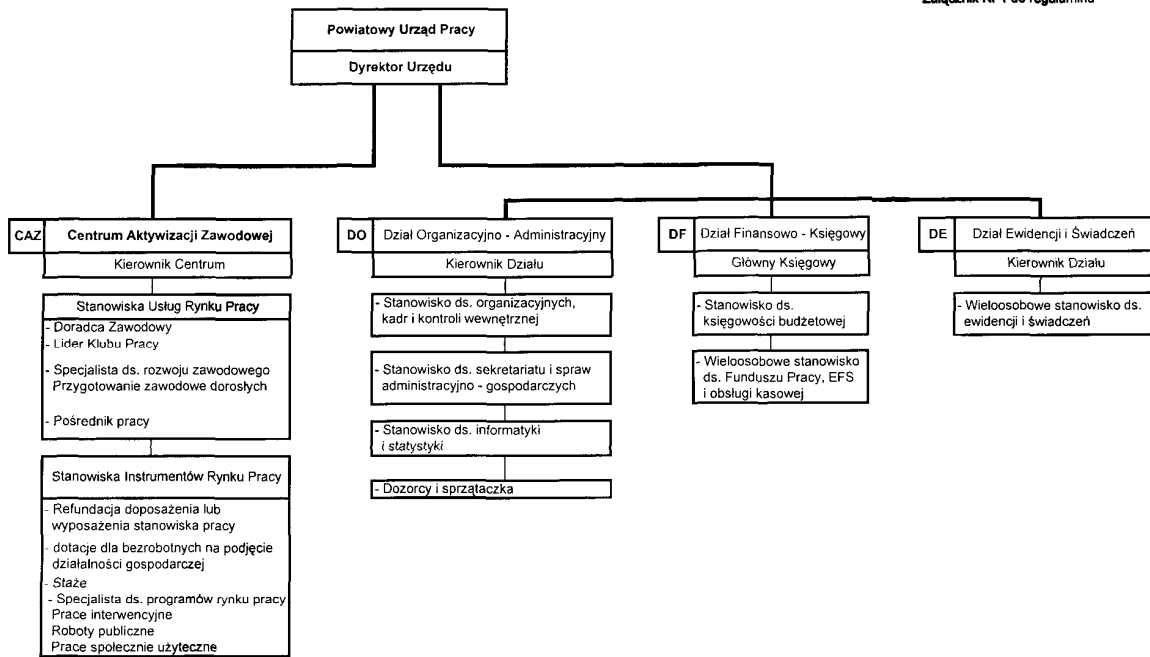 Załącznik Nr 1 do regulaminu
Powiatowy Urząd Pracy
Dyrektor Urzędu
CAZ
Centrum Aktywizacji Zawodowej
Kierownik Centrum
Stanowiska Usług Rynku Pracy
- Doradca Zawodowy
- Lider Klubu Pracy
- Specjalista ds. rozwoju zawodowego
Przygotowanie zawodowe dorosłych
- Pośrednik pracy
Stanowiska Instrumentów Rynku Pracy
- Refundacja doposażenia lub
wyposażenia stanowiska pracy
- dotacje dla bezrobotnych na podjęcie
działalności gospodarczej
- Staże
- Specjalista ds. programów rynku pracy
Prace interwencyjne
Roboty publiczne
Prace społecznie użyteczne
DO
Dział Organizacyjno - Administracyjny
Kierownik Działu
- Stanowisko ds. organizacyjnych,
kadr i kontroli wewnętrznej
- Stanowisko ds. sekretariatu i spraw
administracyjno - gospodarczych
- Stanowisko ds. informatyki
i statystyki
- Dozorcy i sprzątaczka
DF
Dział Finansowo - Księgowy
Główny Księgowy
- Stanowisko ds.
księgowości budżetowej
- Wieloosobowe stanowisko
ds. Funduszu Pracy, EFS
i obsługi kasowej
DE
Dział Ewidencji i Świadczeń
Kierownik Działu
- Wieloosobowe stanowisko ds.
ewidencji i świadczeń